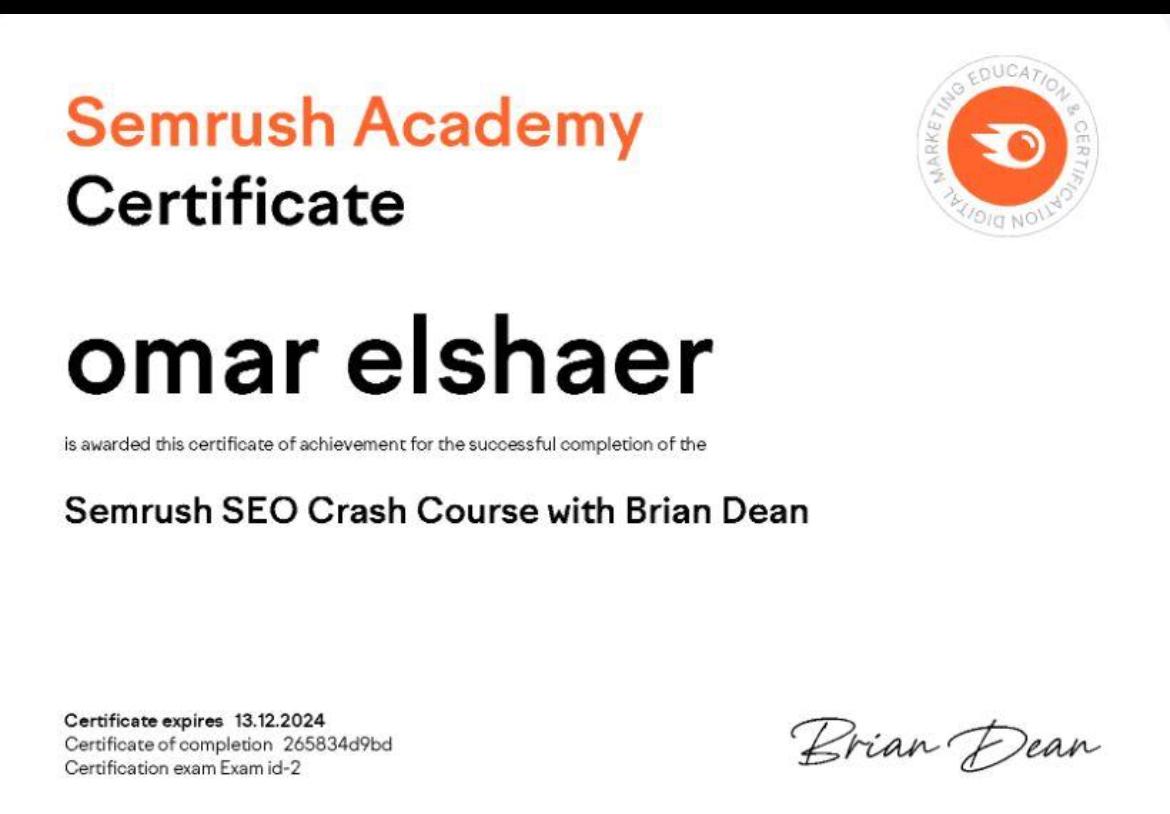 Semrush Academy
Certificate
DIGITAL MARKETING EDUCATION & CERTIFICATION
omar elshaer
is awarded this certificate of achievement for the successful completion of the
Semrush SEO Crash Course with Brian Dean
Certificate expires 13.12.2024
Certificate of completion 265834d9bd
Certification exam Exam id-2
Brian Dean